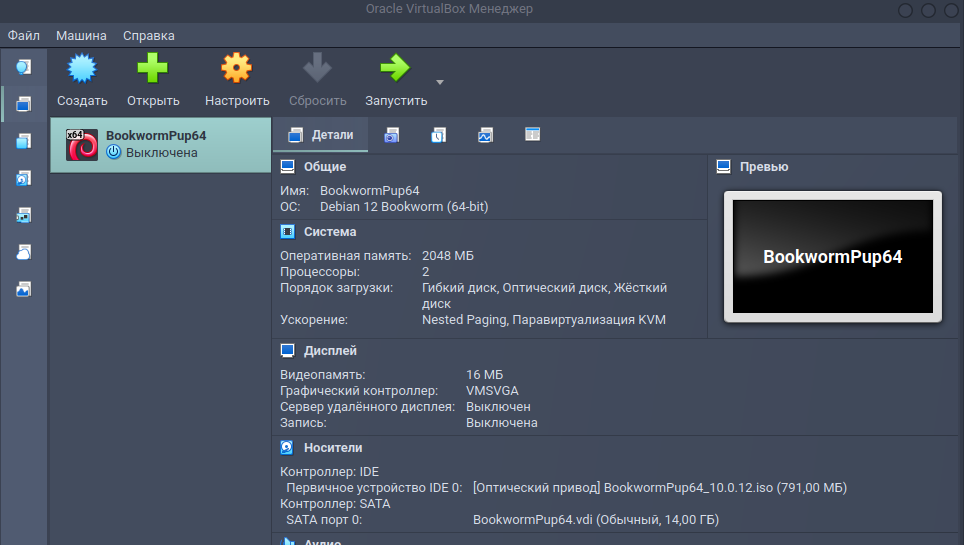 Oracle VirtualBox Менеджер
Файл Машина Справка
Создать Открыть Настроить Сбросить Запустить
x64 BookwormPup64
Выключена
Детали
Общие
Имя: BookwormPup64
ОС: Debian 12 Bookworm (64-bit)
Превью
BookwormPup64
Система
Оперативная память: 2048 МБ
Процессоры: 2
Порядок загрузки: Гибкий диск, Оптический диск, Жёсткий
диск
Ускорение: Nested Paging, Паравиртуализация KVM
Дисплей
Видеопамять: 16 МБ
Графический контроллер: VMSVGA
Сервер удалённого дисплея: Выключен
Запись: Выключена
Носители
Контроллер: IDE
Первичное устройство IDE 0: [Оптический привод] BookwormPup64_10.0.12.iso (791,00 МБ)
Контроллер: SATA
SATA порт 0: BookwormPup64.vdi (Обычный, 14,00 ГБ)
Аудио